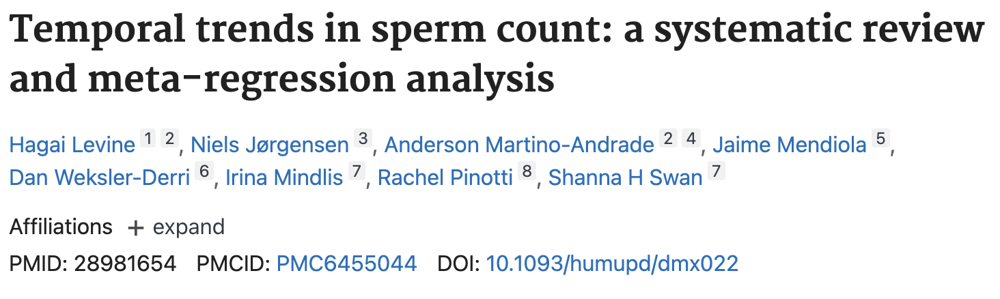 Temporal trends in sperm count: a systematic review
and meta-regression analysis
Hagai Levine 1 2, Niels Jørgensen 3, Anderson Martino-Andrade 2 4, Jaime Mendiola 5,
Dan Weksler-Derri 6, Irina Mindlis 7, Rachel Pinotti 8, Shanna H Swan 7
Affiliations + expand
PMID: 28981654 PMCID: PMC6455044 DOI: 10.1093/humupd/dmx022